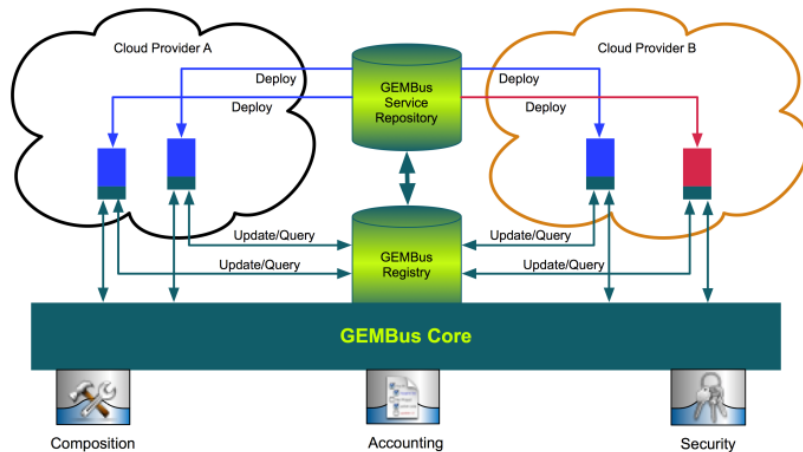 Cloud Provider A
Cloud Provider B
Deploy
Deploy
Deploy
Deploy
GEMBus
Service
Repository
Update/Query
Update/Query
Update/Query
Update/Query
GEMBus
Registry
GEMBus Core
Composition
Accounting
Security